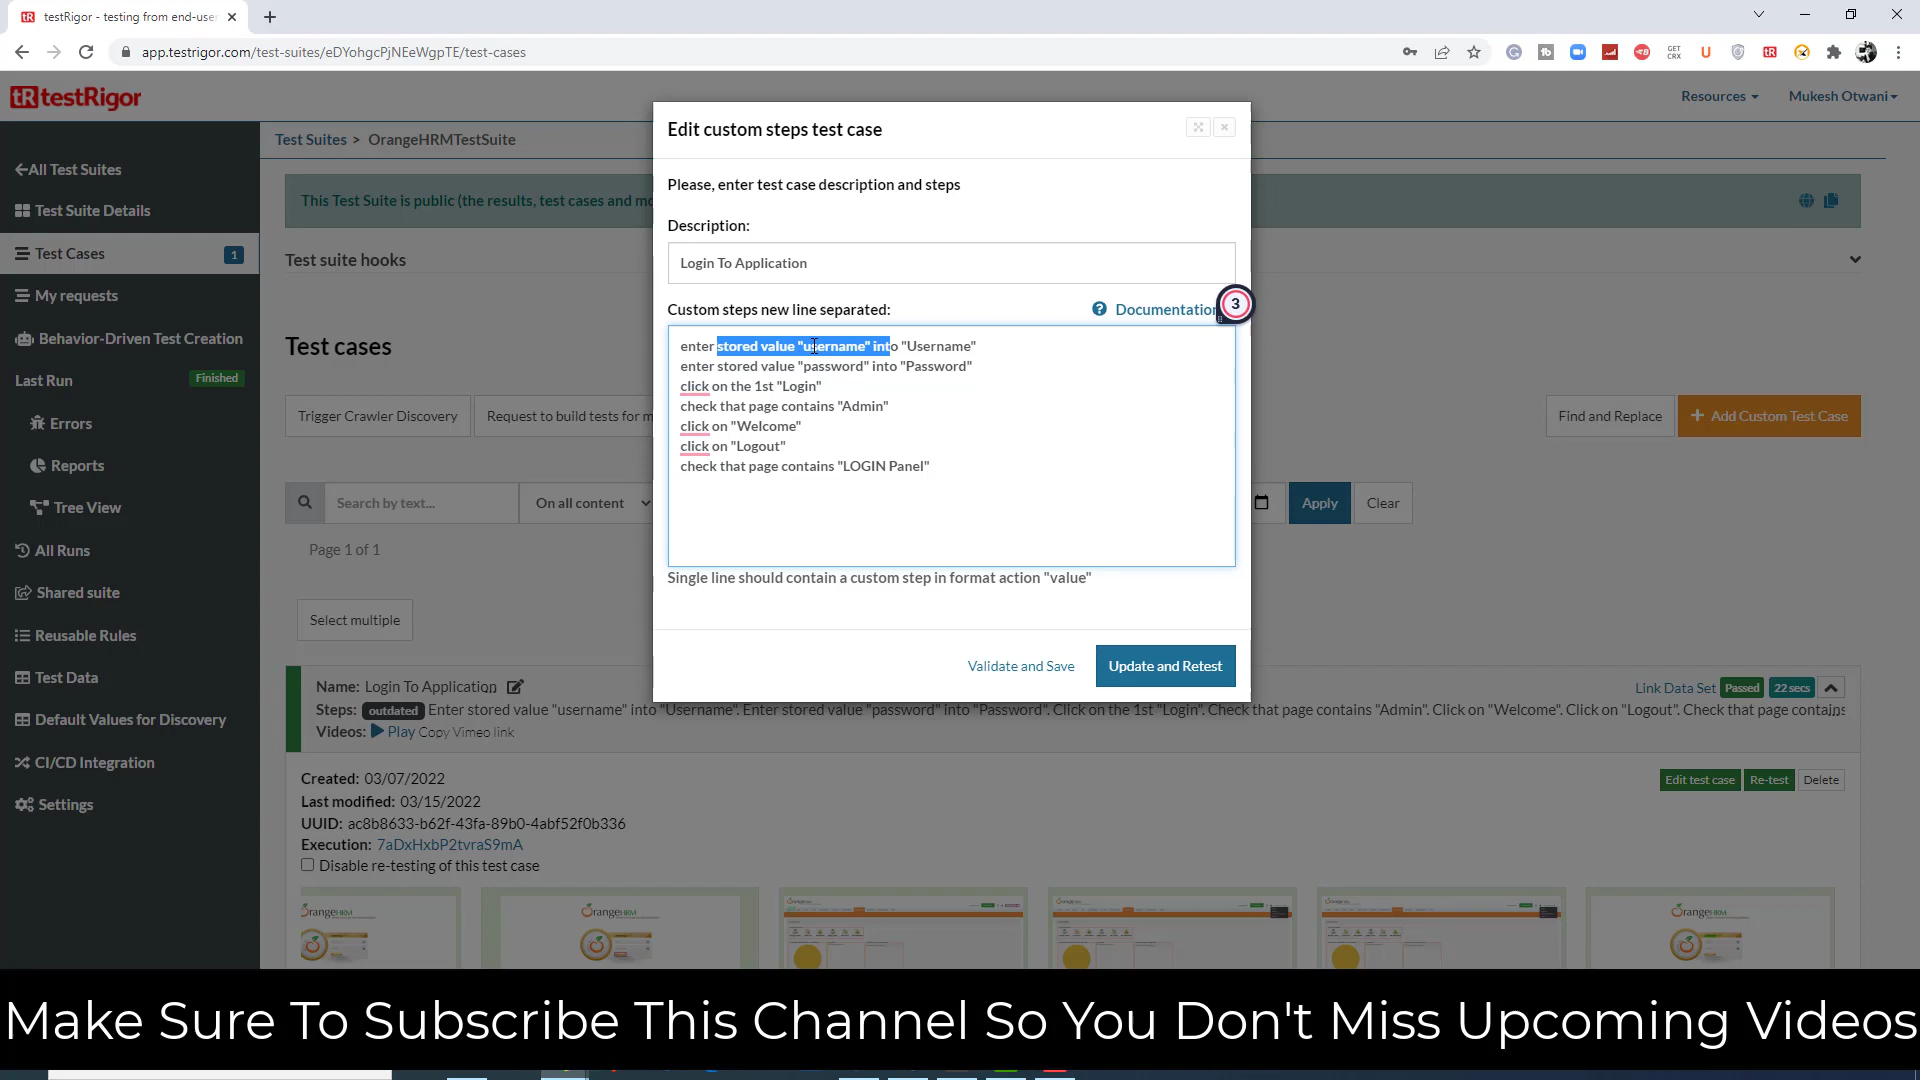 testRigor - testing from end-user
app.testrigor.com/test-suites/eDYohgcPjNEeWgpTE/test-cases
GET
CRX
tR testRigor
Resources
Mukesh Otwani
All Test Suites
Test Suite Details
Test Cases
1
My requests
Behavior-Driven Test Creation
Last Run
Finished
Errors
Reports
Tree View
All Runs
Shared suite
Reusable Rules
Test Data
Default Values for Discovery
CI/CD Integration
Settings
Test Suites > OrangeHRMTestSuite
This Test Suite is public (the results, test cases and mo
Test suite hooks
Test cases
Trigger Crawler Discovery
Request to build tests for m
Find and Replace
+ Add Custom Test Case
Search by text...
On all content
Apply
Clear
Page 1 of 1
Select multiple
Edit custom steps test case
Please, enter test case description and steps
Description:
Login To Application
Custom steps new line separated:
Documentation
3
enter stored value "username" into "Username"
enter stored value "password" into "Password"
click on the 1st "Login"
check that page contains "Admin"
click on "Welcome"
click on "Logout"
check that page contains "LOGIN Panel"
Single line should contain a custom step in format action "value"
Validate and Save
Update and Retest
Name: Login To Application
Link Data Set
Passed
22 secs
Steps: outdated Enter stored value "username" into "Username". Enter stored value "password" into "Password". Click on the 1st "Login". Check that page contains "Admin". Click on "Welcome". Click on "Logout". Check that page contains
Videos: Play Copy Vimeo link
Created: 03/07/2022
Edit test case
Re-test
Delete
Last modified: 03/15/2022
UUID: ac8b8633-b62f-43fa-89b0-4abf52f0b336
Execution: 7aDxHxbP2tvraS9mA
Disable re-testing of this test case
Make Sure To Subscribe This Channel So You Don't Miss Upcoming Videos